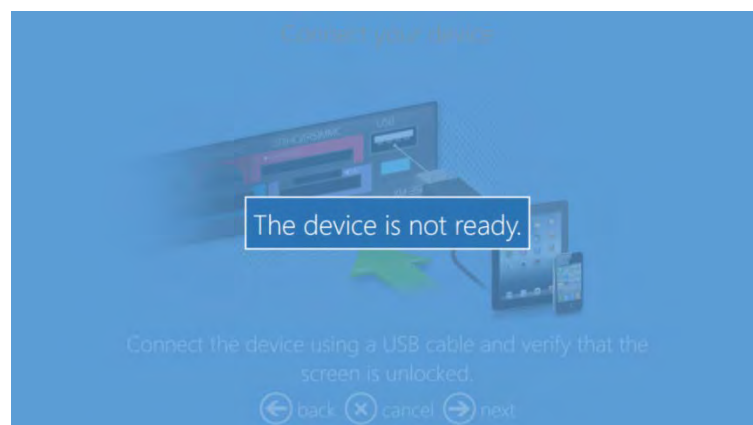 Connect your device
USB
The device is not ready.
Connect the device using a USB cable and verify that the
screen is unlocked.
back cancel next